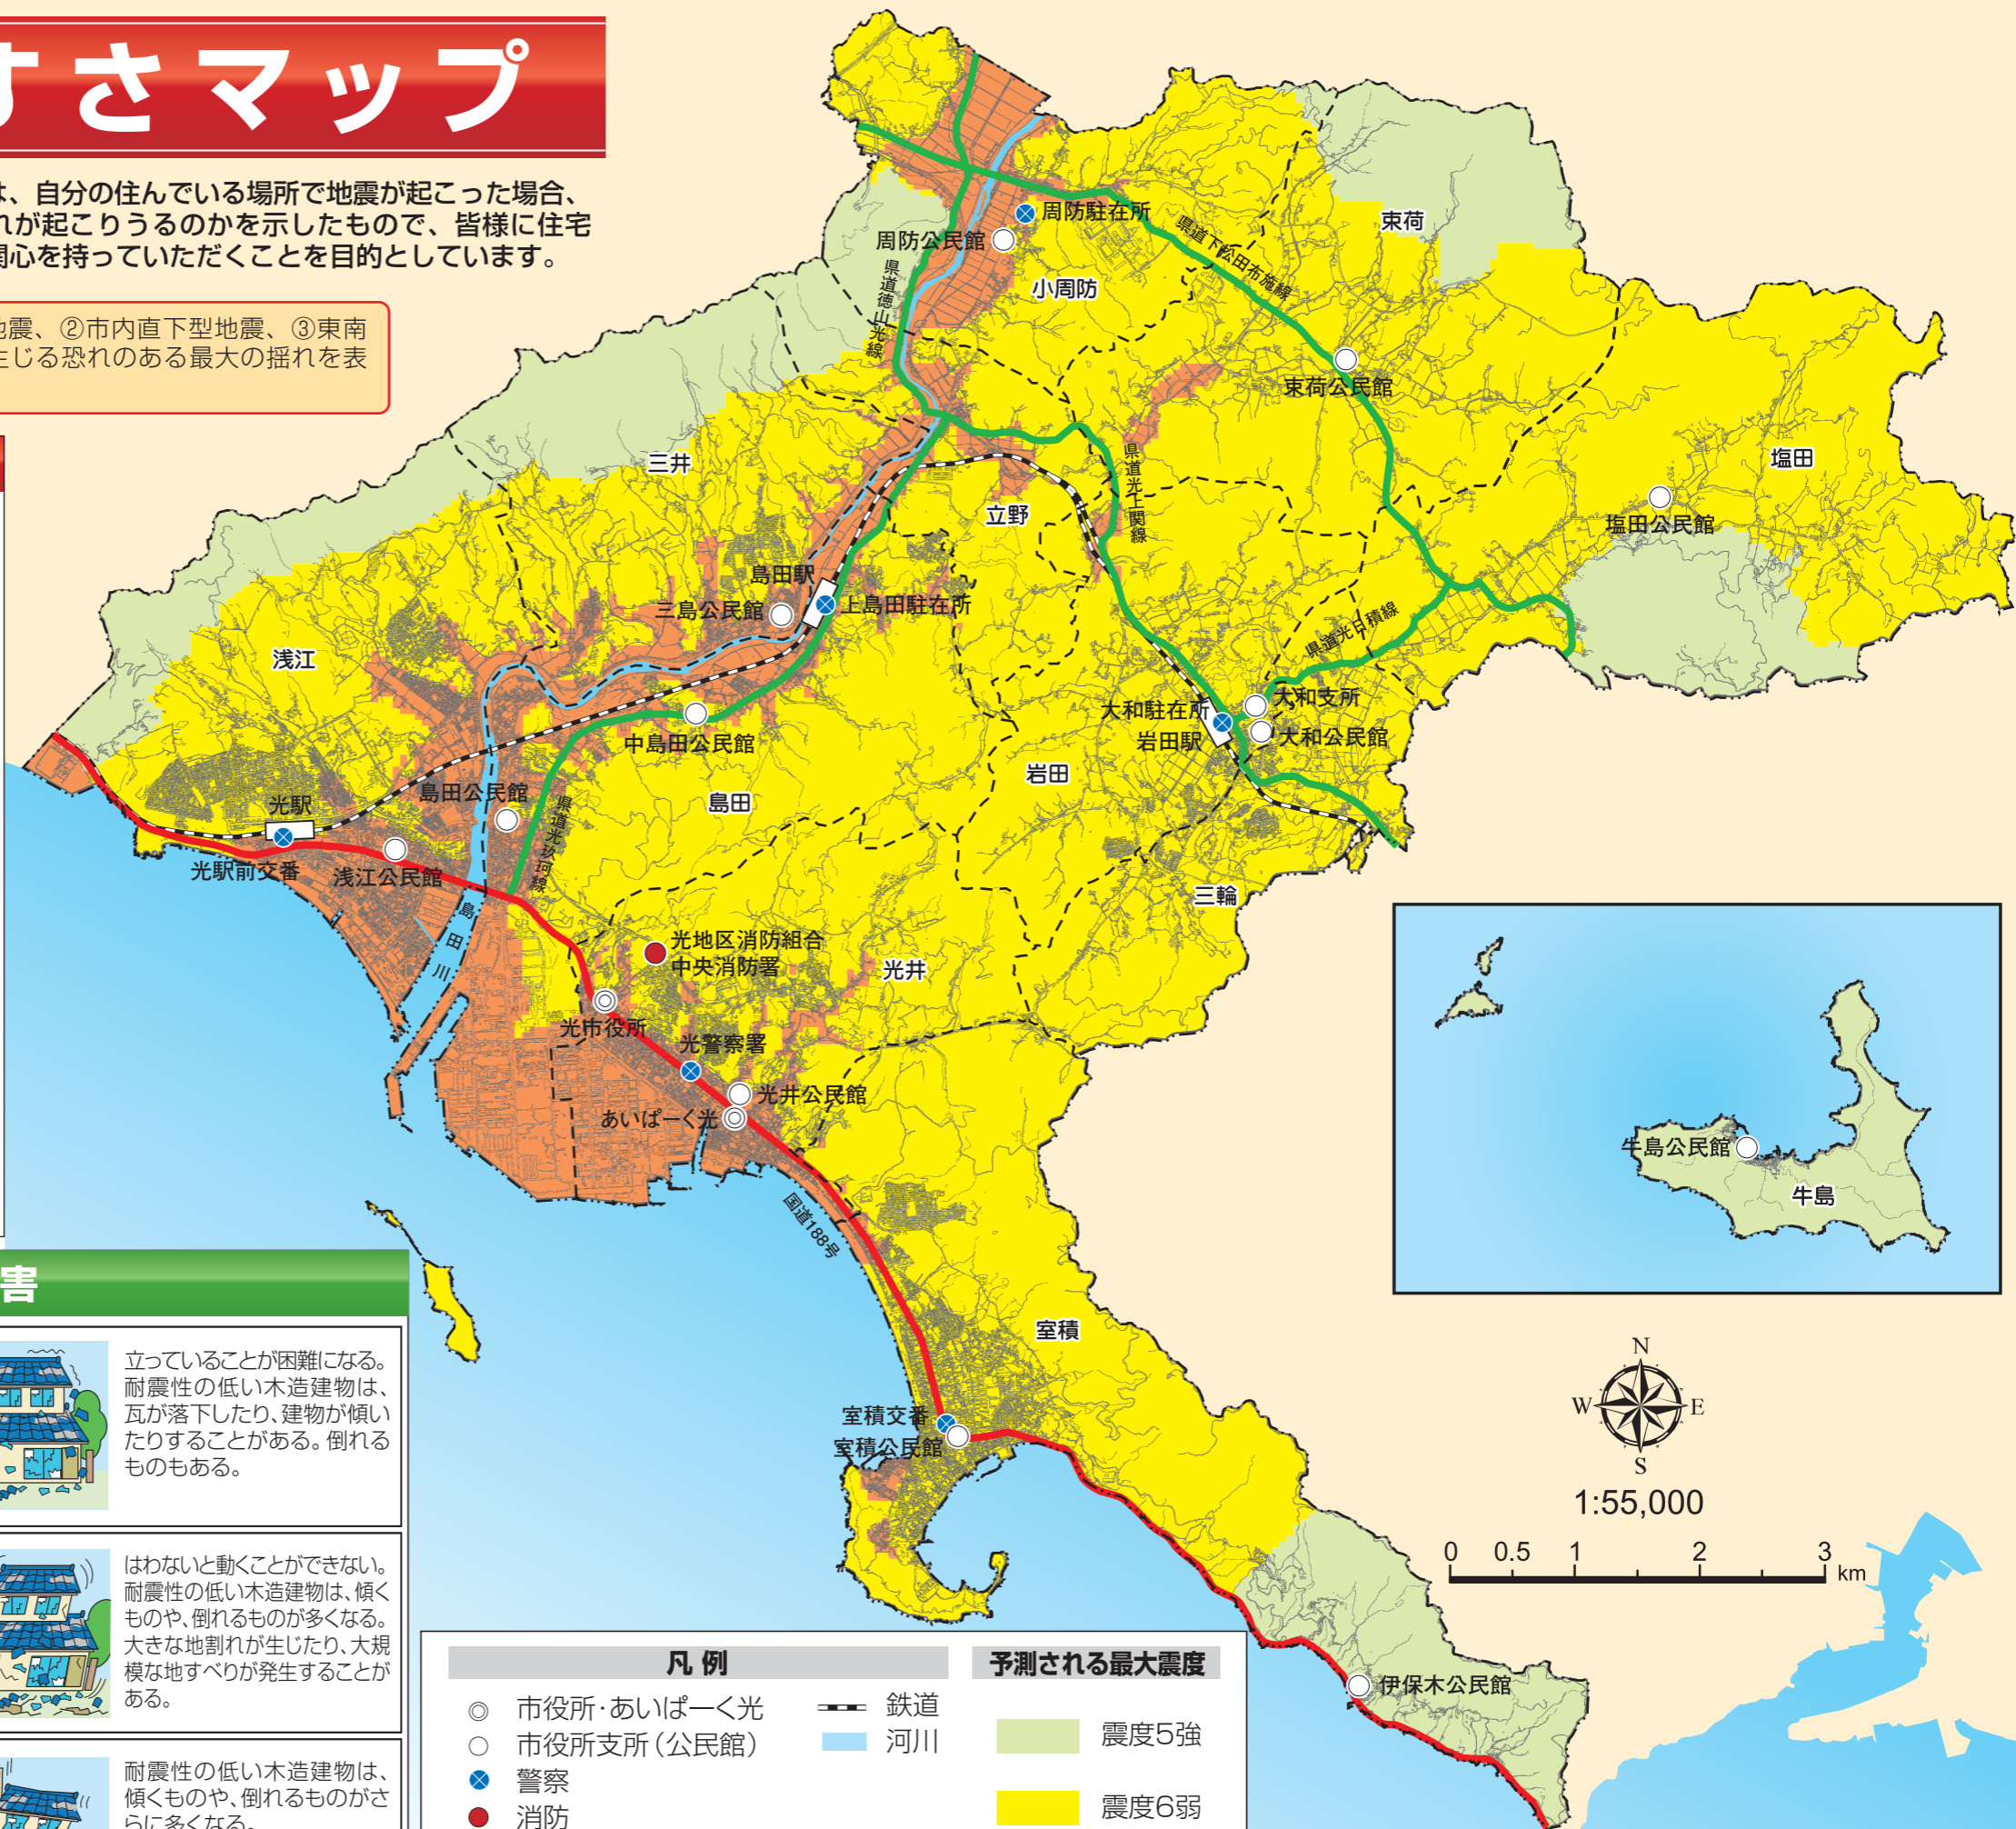 すさマップ
は、自分の住んでいる場所で地震が起こった場合、
れが起こりうるのかを示したもので、皆様に住宅
関心を持っていただくことを目的としています。
地震、②市内直下型地震、③東南
生じる恐れのある最大の揺れを表
周防駐在所
周防公民館
束荷
県道下松田布施線
小周防
県道徳山光線
束荷公民館
塩田
三井
県道光上関線
立野
塩田公民館
島田駅
上島田駐在所
三島公民館
県道光日積線
浅江
大和支所
大和駐在所
中島田公民館
岩田駅
大和公民館
岩田
島田公民館
島田
光駅
県道光玖珂線
光駅前交番
浅江公民館
三輪
島田川
光地区消防組合
中央消防署
光井
光市役所
光警察署
光井公民館
あいぱーく光
牛島公民館
牛島
国道188号
害
室積
立っていることが困難になる。
耐震性の低い木造建物は、
瓦が落下したり、建物が傾い
たりすることがある。倒れる
ものもある。
室積交番
室積公民館
N
W
E
S
1:55,000
0 0.5 1 2 3 km
はわないと動くことができない。
耐震性の低い木造建物は、傾く
ものや、倒れるものが多くなる。
大きな地割れが生じたり、大規
模な地すべりが発生することが
ある。
伊保木公民館
耐震性の低い木造建物は、
傾くものや、倒れるものがさ
らに多くなる。
凡例
市役所・あいぱーく光
市役所支所(公民館)
警察
消防
鉄道
河川
予測される最大震度
震度5強
震度6弱